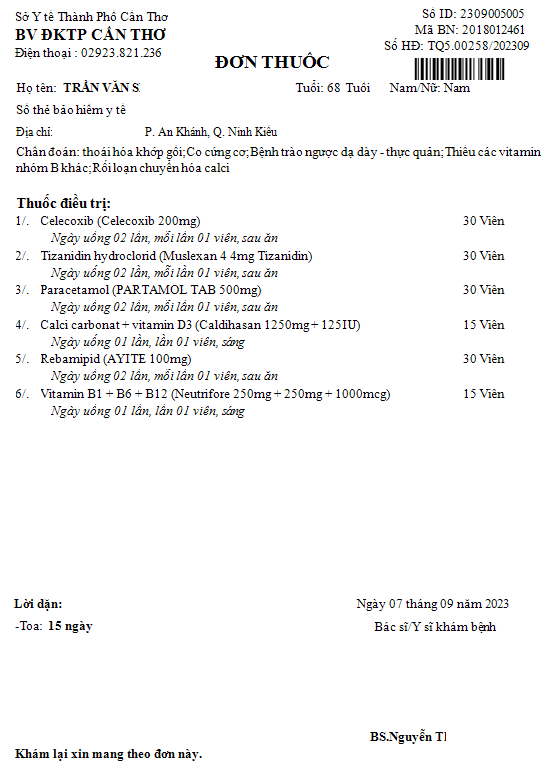 Sở Y tế Thành Phố Cần Thơ
BV ĐKTP CẦN THƠ
Điện thoại : 02923.821.236
Số ID: 2309005005
Mã BN: 2018012461
Số HĐ: TQ5.00258/202309
ĐƠN THUỐC
Họ tên: TRẦN VĂN S Tuổi: 68 Tuổi Nam/Nữ: Nam
Số thẻ bảo hiểm y tế
Địa chỉ: P. An Khánh, Q. Ninh Kiều
Chẩn đoán: thoái hóa khớp gối;Co cứng cơ;Bệnh trào ngược dạ dày - thực quản;Thiếu các vitamin
nhóm B khác;Rối loạn chuyển hóa calci
Thuốc điều trị:
1/. Celecoxib (Celecoxib 200mg) 30 Viên
Ngày uống 02 lần, mỗi lần 01 viên, sau ăn
2/. Tizanidin hydroclorid (Muslexan 4 4mg Tizanidin) 30 Viên
Ngày uống 02 lần, mỗi lần 01 viên, sau ăn
3/. Paracetamol (PARTAMOL TAB 500mg) 30 Viên
Ngày uống 02 lần, mỗi lần 01 viên, sau ăn
4/. Calci carbonat + vitamin D3 (Caldihasan 1250mg + 125IU) 15 Viên
Ngày uống 01 lần, lần 01 viên, sáng
5/. Rebamipid (AYITE 100mg) 30 Viên
Ngày uống 02 lần, mỗi lần 01 viên, sau ăn
6/. Vitamin B1 + B6 + B12 (Neutrifore 250mg + 250mg + 1000mcg) 15 Viên
Ngày uống 01 lần, lần 01 viên, sáng
Lời dặn:
Ngày 07 tháng 09 năm 2023
-Toa: 15 ngày
Bác sĩ/Y sĩ khám bệnh
BS.Nguyễn T
Khám lại xin mang theo đơn này.